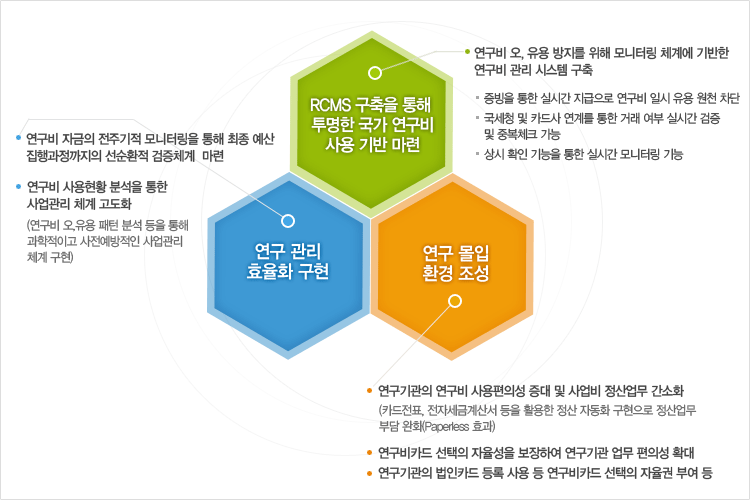 연구비 오, 유용 방지를 위해 모니터링 체계에 기반한
연구비 관리 시스템 구축
증빙을 통한 실시간 지급으로 연구비 일시 유용 원천 차단
국세청 및 카드사 연계를 통한 거래 여부 실시간 검증
및 중복체크 가능
상시 확인 기능을 통한 실시간 모니터링 기능
RCMS 구축을 통해
투명한 국가 연구비
사용 기반 마련
연구비 자금의 전주기적 모니터링을 통해 최종 예산
집행과정까지의 선순환적 검증체계 마련
연구비 사용현황 분석을 통한
사업관리 체계 고도화
(연구비 오,유용 패턴 분석 등을 통해
과학적이고 사전예방적인 사업관리
체계 구현)
연구 관리
효율화 구현
연구 몰입
환경 조성
연구기관의 연구비 사용편의성 증대 및 사업비 정산업무 간소화
(카드전표, 전자세금계산서 등을 활용한 정산 자동화 구현으로 정산업무
부담 완화(Paperless 효과)
연구비카드 선택의 자율성을 보장하여 연구기관 업무 편의성 확대
연구기관의 법인카드 등록 사용 등 연구비카드 선택의 자율권 부여 등